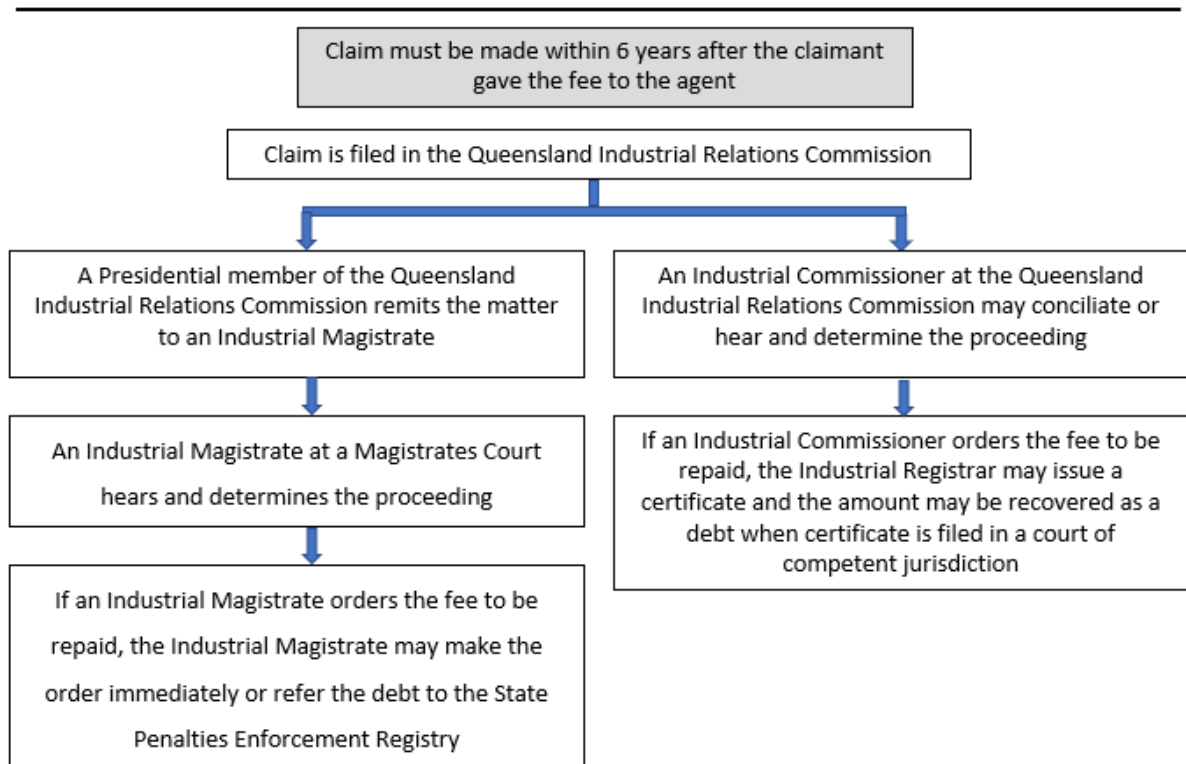 Claim must be made within 6 years after the claimant
gave the fee to the agent
Claim is filed in the Queensland Industrial Relations Commission
A Presidential member of the Queensland
Industrial Relations Commission remits the matter
to an Industrial Magistrate
An Industrial Commissioner at the Queensland
Industrial Relations Commission may conciliate or
hear and determine the proceeding
An Industrial Magistrate at a Magistrates Court
hears and determines the proceeding
If an Industrial Commissioner orders the fee to be
repaid, the Industrial Registrar may issue a
certificate and the amount may be recovered as a
debt when certificate is filed in a court of
competent jurisdiction
If an Industrial Magistrate orders the fee to be
repaid, the Industrial Magistrate may make the
order immediately or refer the debt to the State
Penalties Enforcement Registry